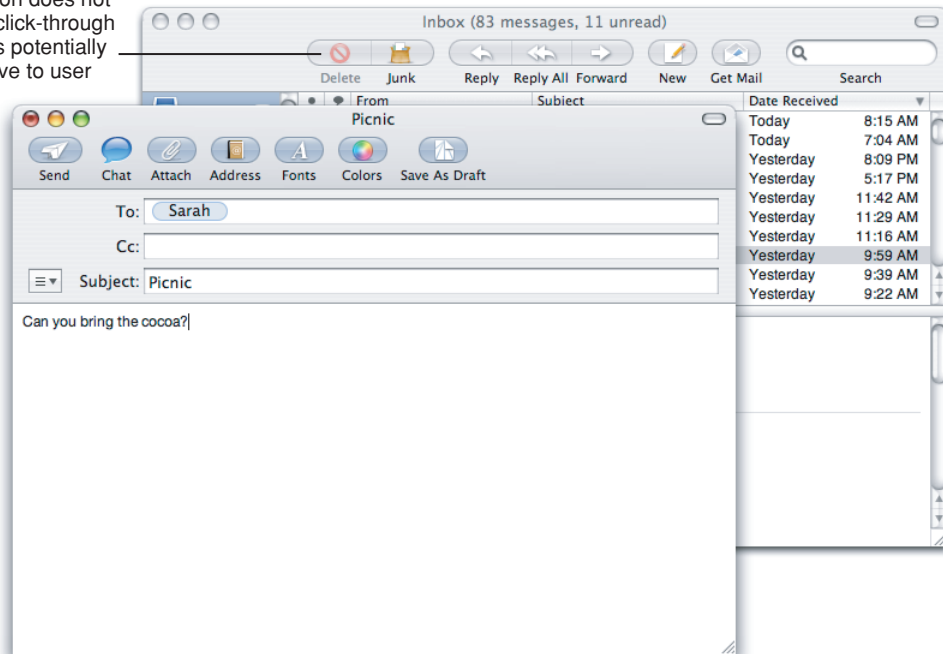 on does not
click-through
s potentially
ve to user
Inbox (83 messages, 11 unread)
Delete Junk Reply Reply All Forward New Get Mail Search
From Subject Date Received
Picnic
Send Chat Attach Address Fonts Colors Save As Draft
To: Sarah
Cc:
Subject: Picnic
Can you bring the cocoa?
Today 8:15 AM
Today 7:04 AM
Yesterday 8:09 PM
Yesterday 5:17 PM
Yesterday 11:42 AM
Yesterday 11:29 AM
Yesterday 11:16 AM
Yesterday 9:59 AM
Yesterday 9:39 AM
Yesterday 9:22 AM